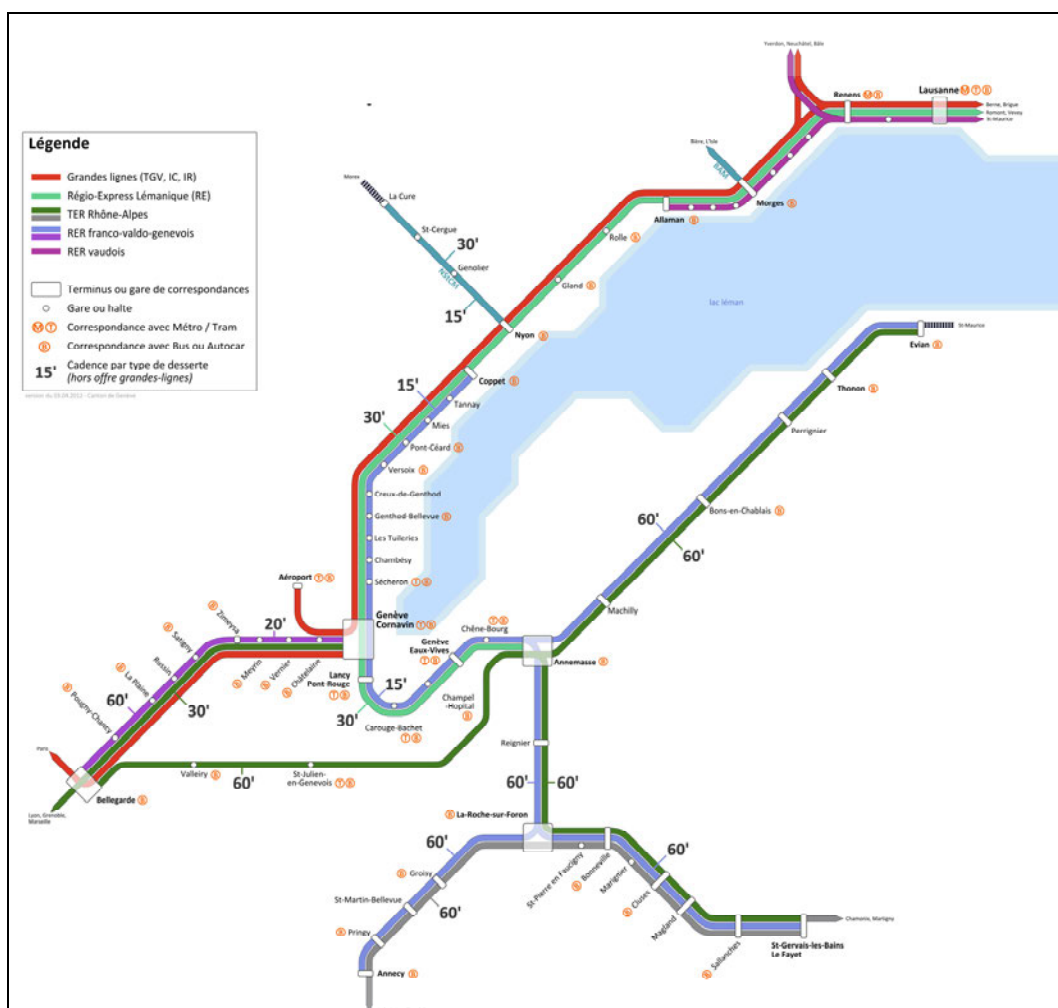 Yverdon, Neuchâtel, Bâle
Renens M B
Lausanne M T B
Berne, Brigue
Romont, Vevey
St-Maurice
Légende
Grandes lignes (TGV, IC, IR)
Régio-Express Lémanique (RE)
TER Rhône-Alpes
RER franco-valdo-genevois
RER vaudois
Terminus ou gare de correspondances
Gare ou halte
M T Correspondance avec Métro / Tram
B Correspondance avec Bus ou Autocar
15' Cadence par type de desserte
(hors offre grandes-lignes)
version du 09.04.2012 - Canton de Genève
Bière, L'Isle
BAM
Morges B
Allaman B
Rolle B
Gland B
Morez
La Cure
St-Cergue
30'
Genolier
NStCM
15'
Nyon B
lac léman
St-Maurice
Evian B
Thonon B
Perrignier
Bons-en-Chablais B
60'
60'
Machilly
Coppet B
15'
Tannay
30'
Mies
Pont-Céard B
Versoix B
Creux-de-Genthod
Genthod-Bellevue B
Les Tuileries
Chambésy
Sécheron T B
Aéroport T B
Genève
Cornavin T B
20'
Zimeysa
Satigny
Russin
La Plaine
Pougny-Chancy
Meyrin
Vernier
Châtelaine
60'
30'
Lancy
Pont-Rouge
T B
15'
30'
Carouge-Bachet
T B
Champel
-Hôpital
B
Genève
Eaux-Vives
T B
Chêne-Bourg
T B
Annemasse B
Paris
Bellegarde B
Lyon, Grenoble,
Marseille
Valleiry B
60'
St-Julien-
en-Genevois T B
Reignier
60'
60'
B La-Roche-sur-Foron
60'
B Groisy
St-Martin-Bellevue
60'
B Pringy
Annecy B
St-Pierre en Faucigny
B Bonneville
Marignier
60'
B Cluses
Magland
B Sallanches
Chamonix, Martigny
St-Gervais-les-Bains
Le Fayet